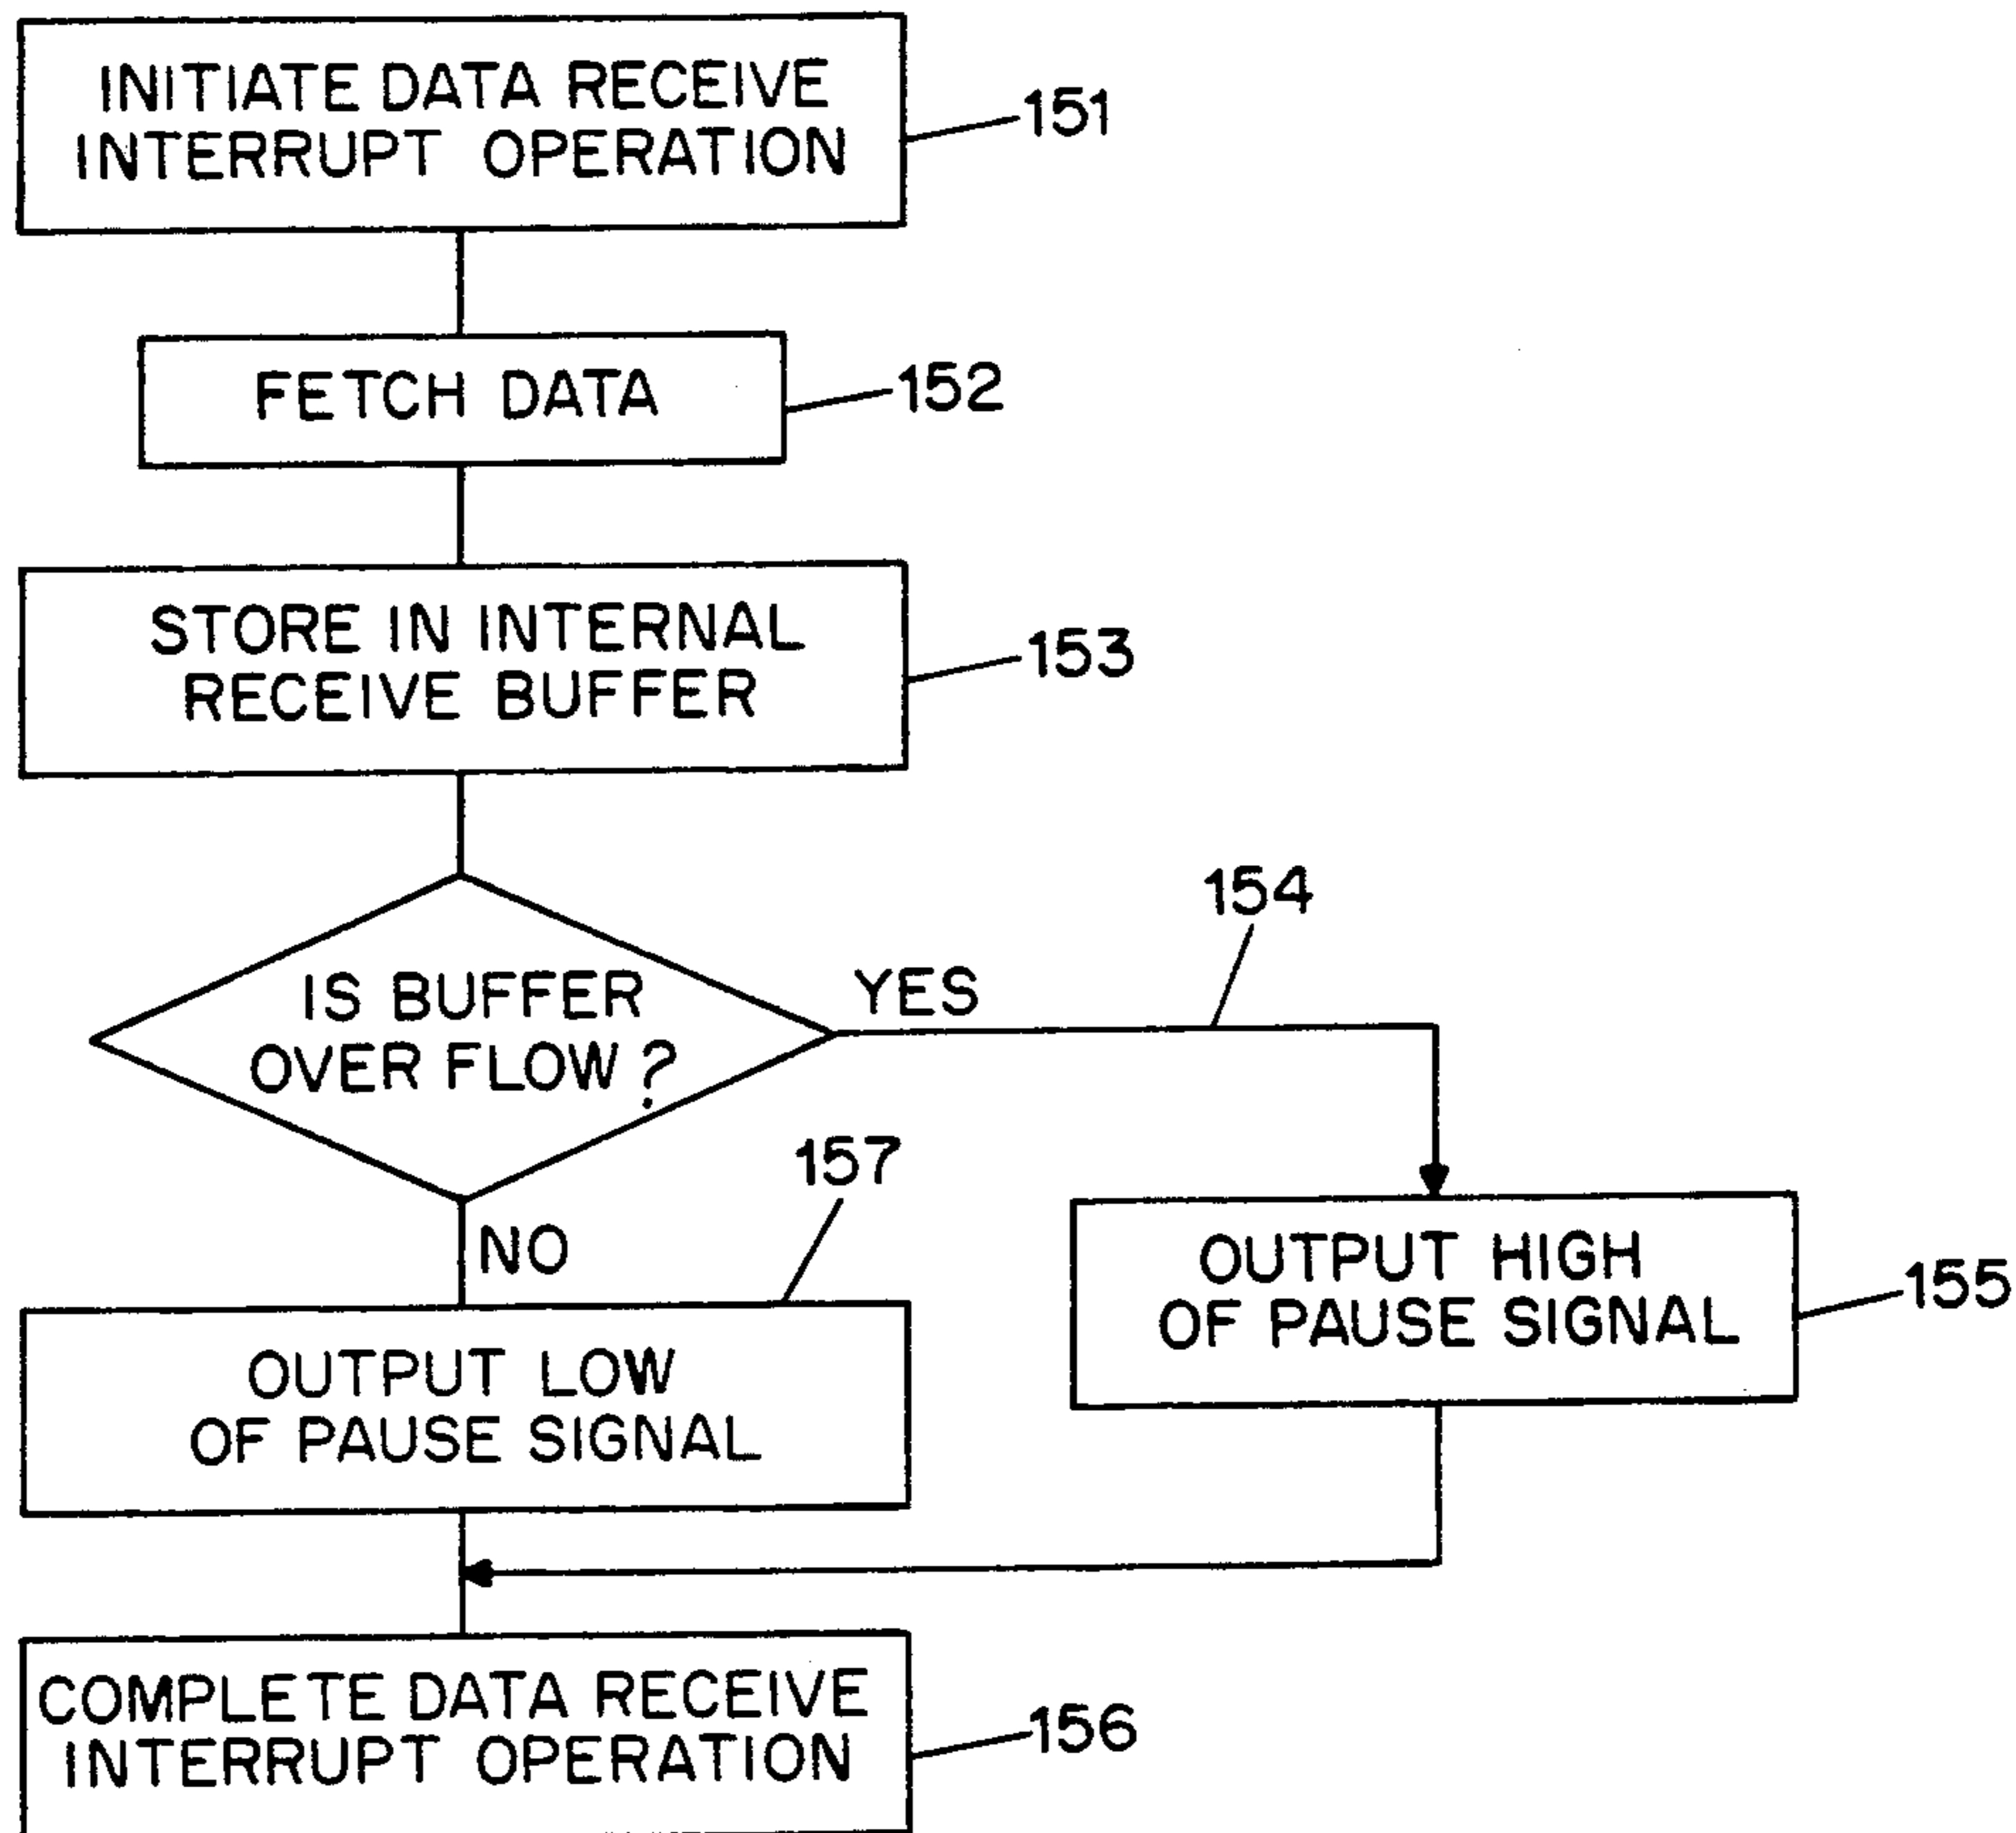 INITIATE DATA RECEIVE
INTERRUPT OPERATION
151
FETCH DATA
152
STORE IN INTERNAL
RECEIVE BUFFER
153
154
IS BUFFER
OVER FLOW ?
YES
157
NO
OUTPUT HIGH
OF PAUSE SIGNAL
155
OUTPUT LOW
OF PAUSE SIGNAL
COMPLETE DATA RECEIVE
INTERRUPT OPERATION
156